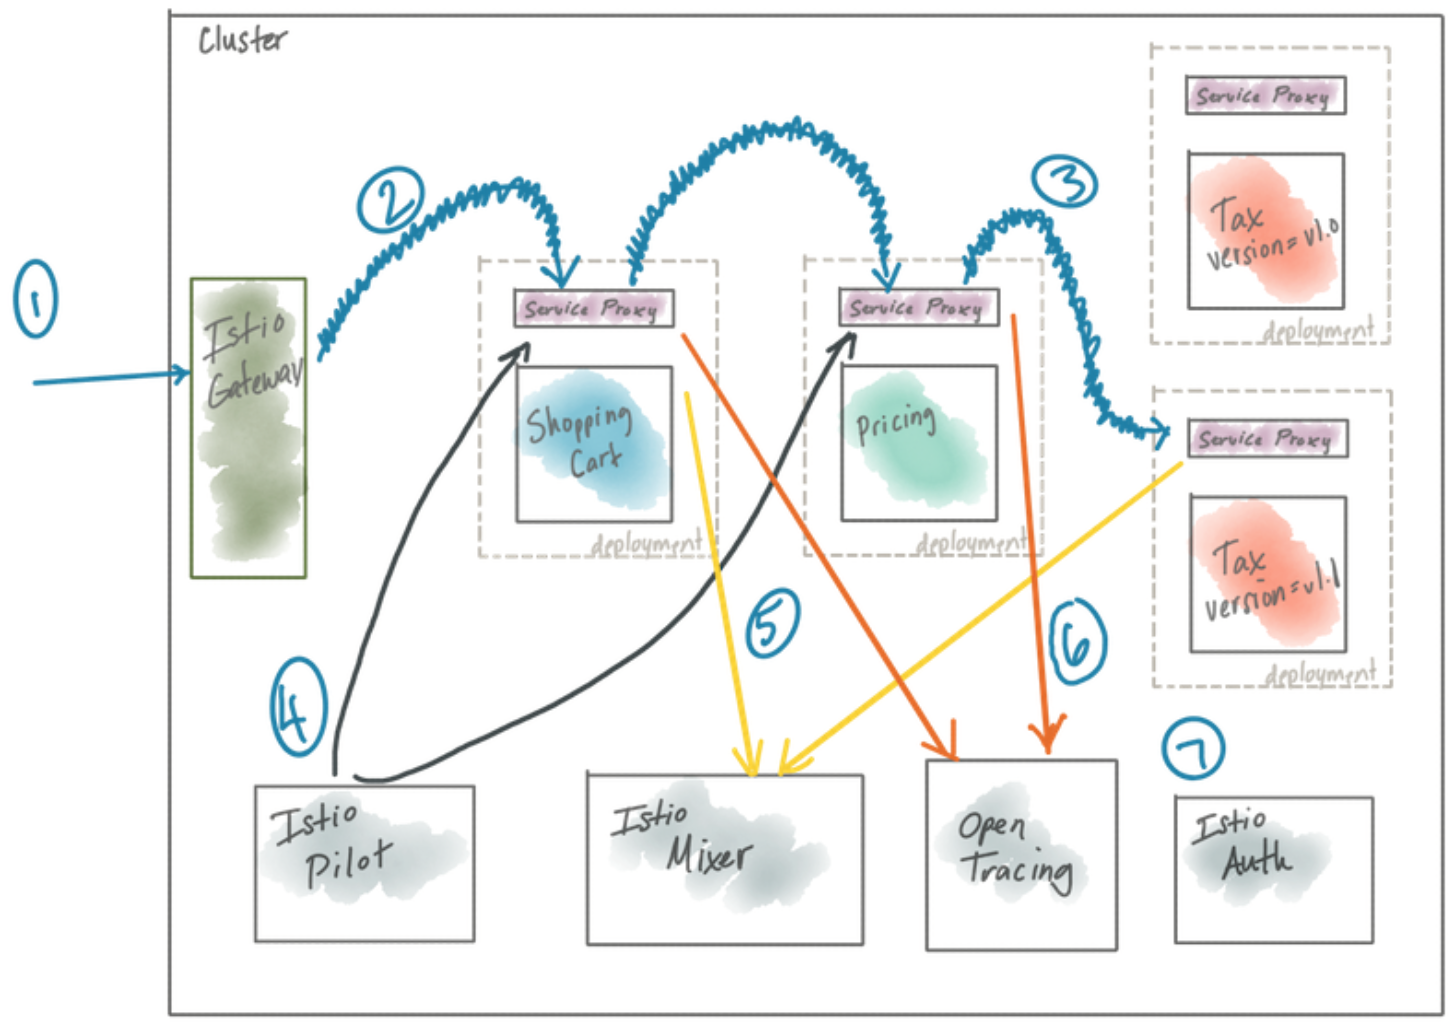 Cluster
Service Proxy
Tax
version=v1.0
deployment
1
2
3
Istio
Gateway
Service Proxy
Shopping
Cart
deployment
Service Proxy
Pricing
deployment
Service Proxy
Tax
version=v1.1
deployment
4
5
6
7
Istio
Pilot
Istio
Mixer
Open
Tracing
Istio
Auth